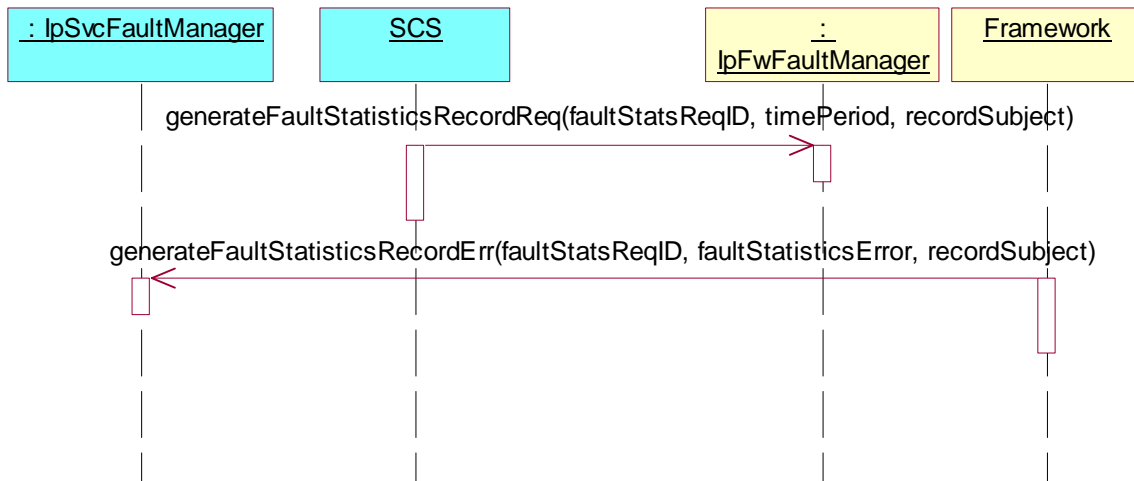 : IpSvcFaultManager
SCS
:
IpFwFaultManager
Framework
generateFaultStatisticsRecordReq(faultStatsReqID, timePeriod, recordSubject)
generateFaultStatisticsRecordErr(faultStatsReqID, faultStatisticsError, recordSubject)